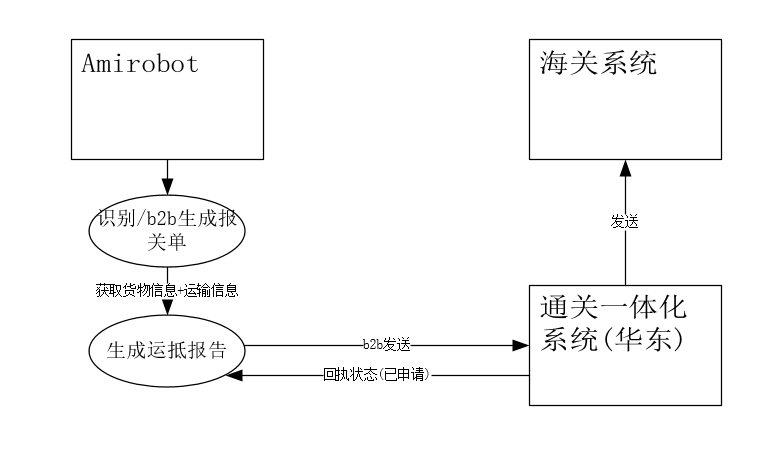 Amirobot
海关系统
识别/b2b生成报
关单
发送
获取货物信息+运输信息
通关一体化
系统(华东)
生成运抵报告
b2b发送
回执状态(已申请)